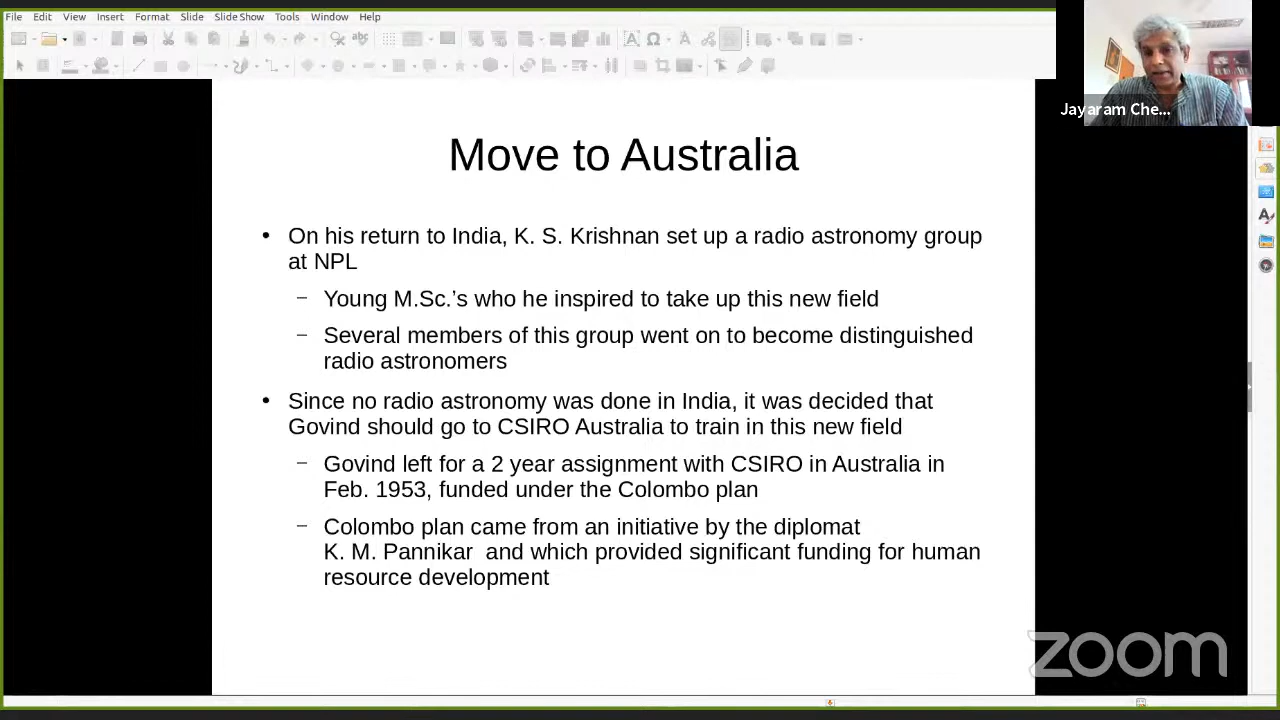 File Edit View Insert Format Slide Slide Show Tools Window Help
Jayaram Che...
Move to Australia
• On his return to India, K. S. Krishnan set up a radio astronomy group
at NPL
– Young M.Sc.’s who he inspired to take up this new field
– Several members of this group went on to become distinguished
radio astronomers
• Since no radio astronomy was done in India, it was decided that
Govind should go to CSIRO Australia to train in this new field
– Govind left for a 2 year assignment with CSIRO in Australia in
Feb. 1953, funded under the Colombo plan
– Colombo plan came from an initiative by the diplomat
K. M. Pannikar and which provided significant funding for human
resource development
zoom